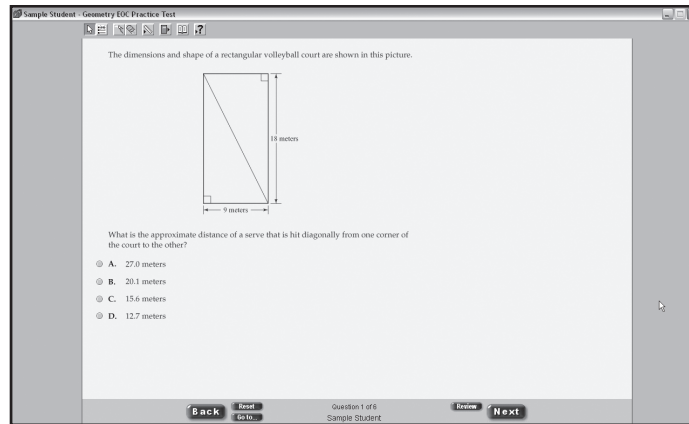 Sample Student - Geometry EOC Practice Test
The dimensions and shape of a rectangular volleyball court are shown in this picture.
18 meters
9 meters
What is the approximate distance of a serve that is hit diagonally from one corner of
the court to the other?
A. 27.0 meters
B. 20.1 meters
C. 15.6 meters
D. 12.7 meters
Back
Reset
Go to...
Question 1 of 6
Sample Student
Review
Next